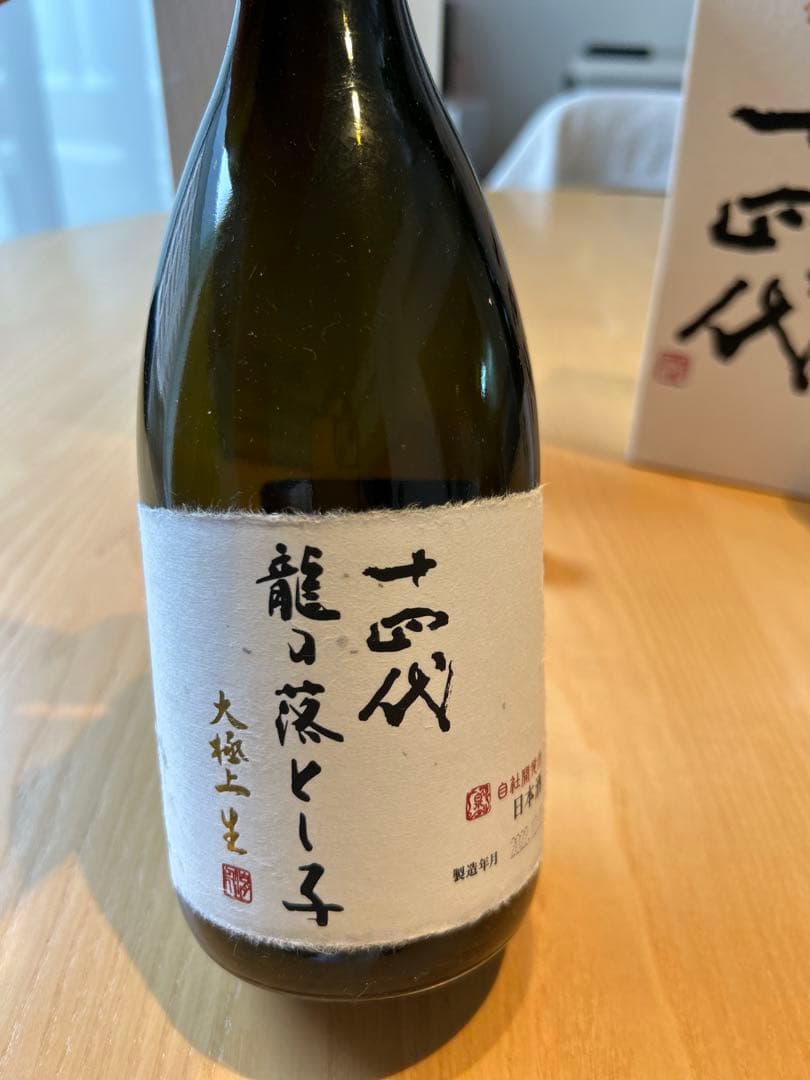 十四代
龍の落とし子
大極上生
自社開発
日本酒
製造年月
十四代